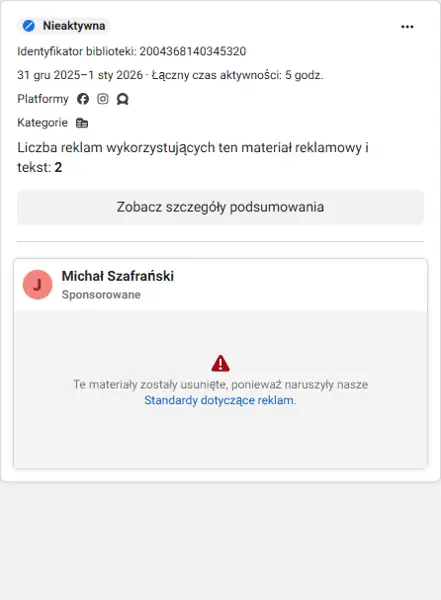 Nieaktywna
Identyfikator biblioteki: 2004368140345320
31 gru 2025–1 sty 2026 · Łączny czas aktywności: 5 godz.
Platformy
Kategorie
Liczba reklam wykorzystujących ten materiał reklamowy i
tekst: 2
Zobacz szczegóły podsumowania
J
Michał Szafrański
Sponsorowane
Te materiały zostały usunięte, ponieważ naruszyły nasze
Standardy dotyczące reklam.